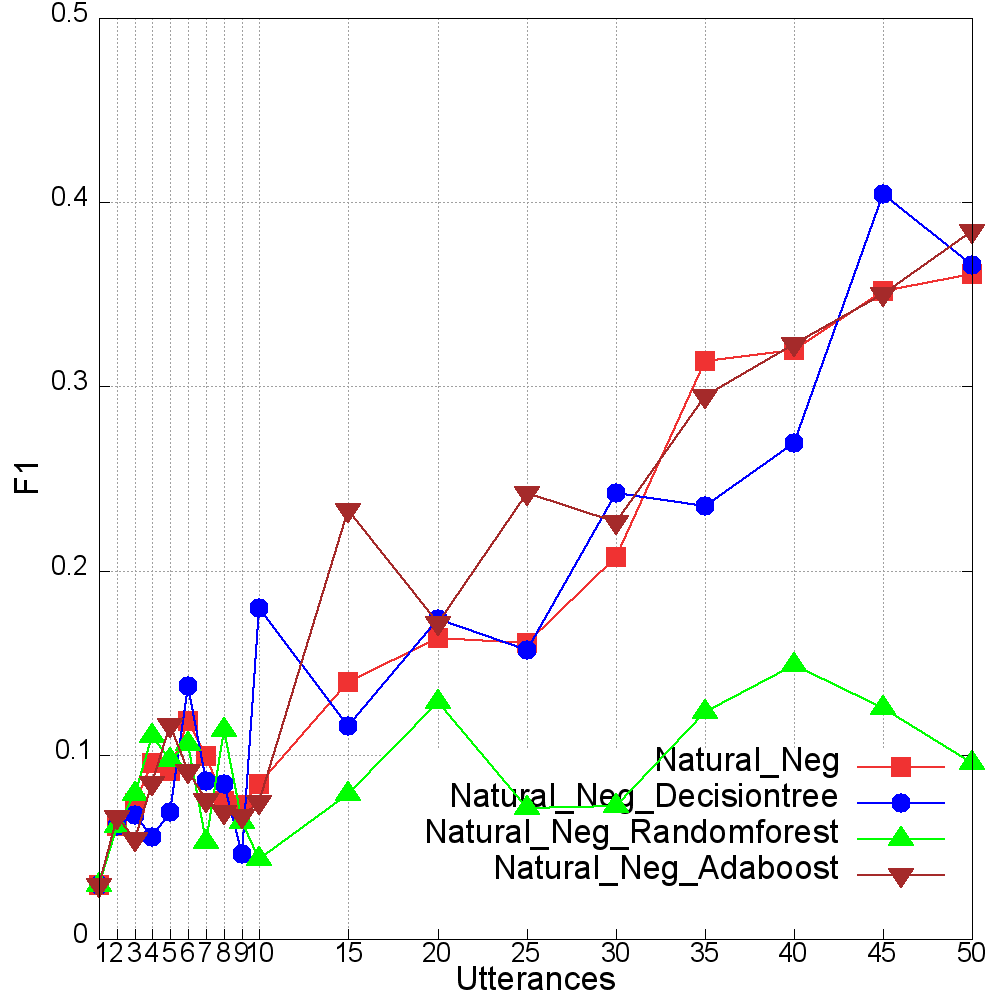 0.5
0.4
0.3
0.2
0.1
0
F1
Natural_Neg
Natural_Neg_Decisiontree
Natural_Neg_Randomforest
Natural_Neg_Adaboost
1 2 3 4 5 6 7 8 9 10 15 20 25 30 35 40 45 50
Utterances